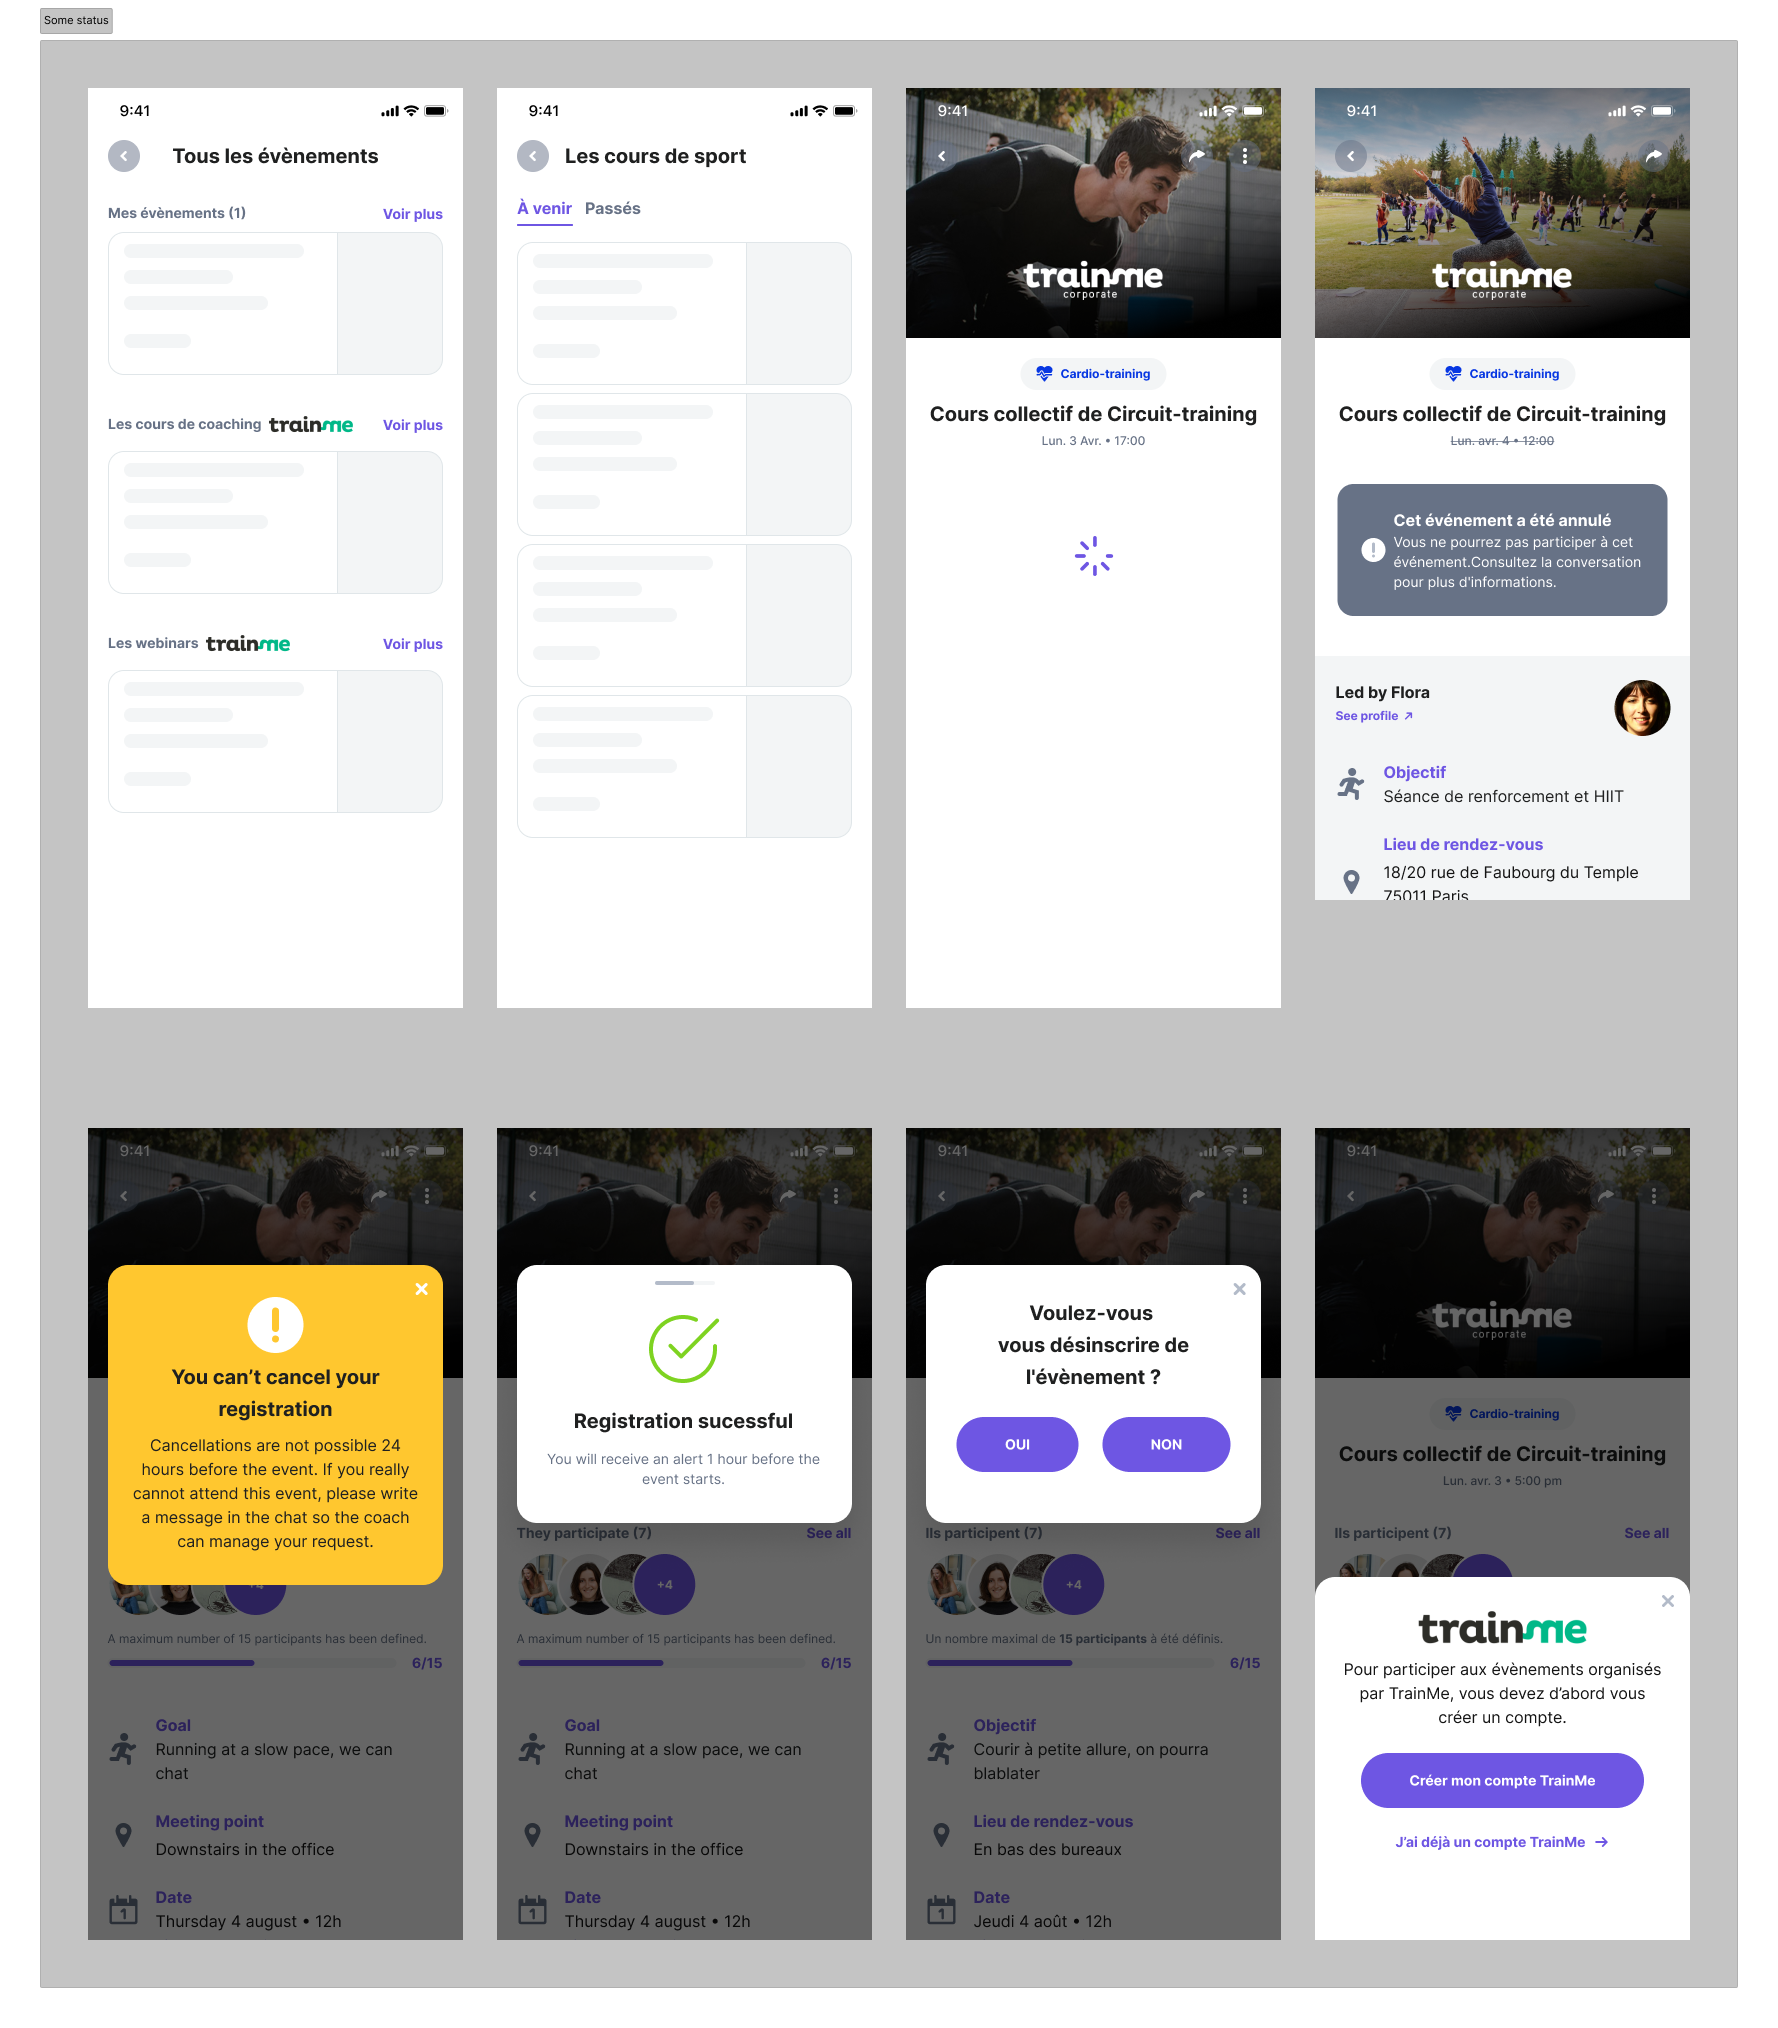 Some status
9:41
Tous les évènements
Mes évènements (1)
Voir plus
Les cours de coaching trainme
Voir plus
Les webinars trainme
Voir plus
9:41
Les cours de sport
À venir Passés
9:41
trainme
corporate
Cardio-training
Cours collectif de Circuit-training
Lun. 3 Avr. • 17:00
9:41
trainme
corporate
Cardio-training
Cours collectif de Circuit-training
Lun. avr. 4 • 12:00
Cet événement a été annulé
Vous ne pourrez pas participer à cet
événement.Consultez la conversation
pour plus d'informations.
Led by Flora
See profile
Objectif
Séance de renforcement et HIIT
Lieu de rendez-vous
18/20 rue de Faubourg du Temple
75011 Paris
9:41
You can’t cancel your
registration
Cancellations are not possible 24
hours before the event. If you really
cannot attend this event, please write
a message in the chat so the coach
can manage your request.
+4
A maximum number of 15 participants has been defined.
6/15
Goal
Running at a slow pace, we can
chat
Meeting point
Downstairs in the office
1
Date
Thursday 4 august • 12h
9:41
Registration sucessful
You will receive an alert 1 hour before the
event starts.
They participate (7)
See all
+4
A maximum number of 15 participants has been defined.
6/15
Goal
Running at a slow pace, we can
chat
Meeting point
Downstairs in the office
1
Date
Thursday 4 august • 12h
9:41
Voulez-vous
vous désinscrire de
l'évènement ?
OUI
NON
Ils participent (7)
See all
+4
Un nombre maximal de 15 participants à été définis.
6/15
Objectif
Courir à petite allure, on pourra
blablater
Lieu de rendez-vous
En bas des bureaux
1
Date
Jeudi 4 août • 12h
9:41
trainme
corporate
Cardio-training
Cours collectif de Circuit-training
Lun. avr. 3 • 5:00 pm
Ils participent (7)
See all
trainme
Pour participer aux évènements organisés
par TrainMe, vous devez d’abord vous
créer un compte.
Créer mon compte TrainMe
J’ai déjà un compte TrainMe